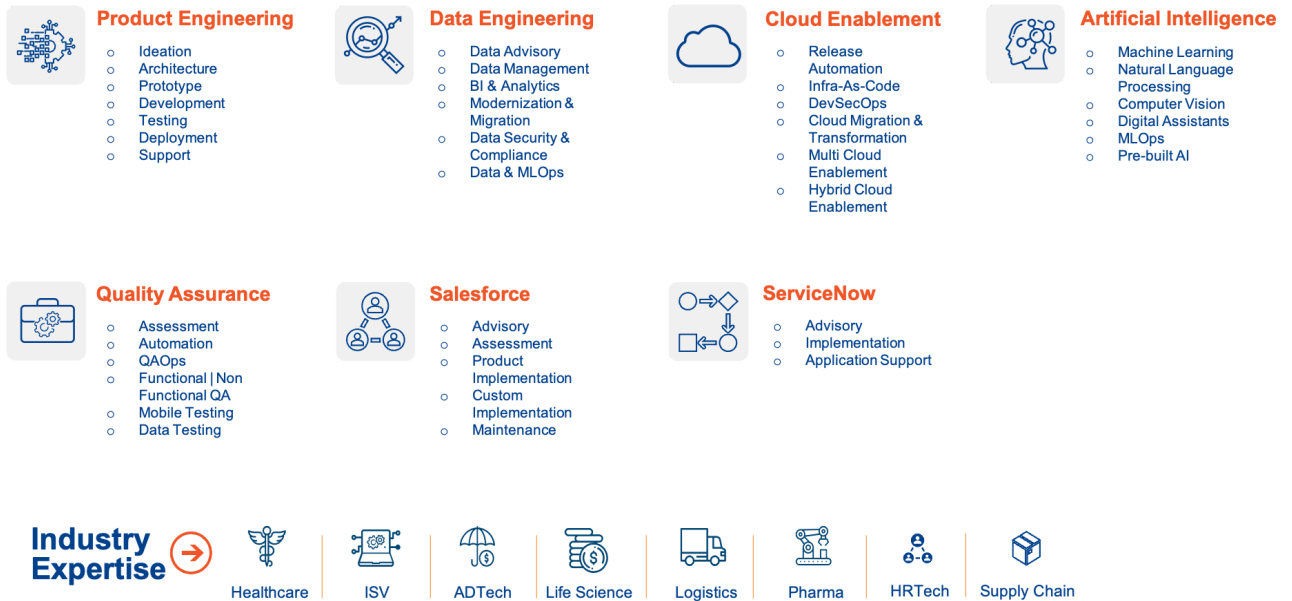 Product Engineering
o Ideation
o Architecture
o Prototype
o Development
o Testing
o Deployment
o Support
Data Engineering
o Data Advisory
o Data Management
o BI & Analytics
o Modernization &
Migration
o Data Security &
Compliance
o Data & MLOps
Cloud Enablement
o Release
Automation
o Infra-As-Code
o DevSecOps
o Cloud Migration &
Transformation
o Multi Cloud
Enablement
o Hybrid Cloud
Enablement
Artificial Intelligence
o Machine Learning
o Natural Language
Processing
o Computer Vision
o Digital Assistants
o MLOps
o Pre-built AI
Quality Assurance
o Assessment
o Automation
o QAOps
o Functional | Non
Functional QA
o Mobile Testing
o Data Testing
Salesforce
o Advisory
o Assessment
o Product
Implementation
o Custom
Implementation
o Maintenance
ServiceNow
o Advisory
o Implementation
o Application Support
Industry
Expertise
Healthcare
ISV
ADTech
Life Science
Logistics
Pharma
HRTech
Supply Chain